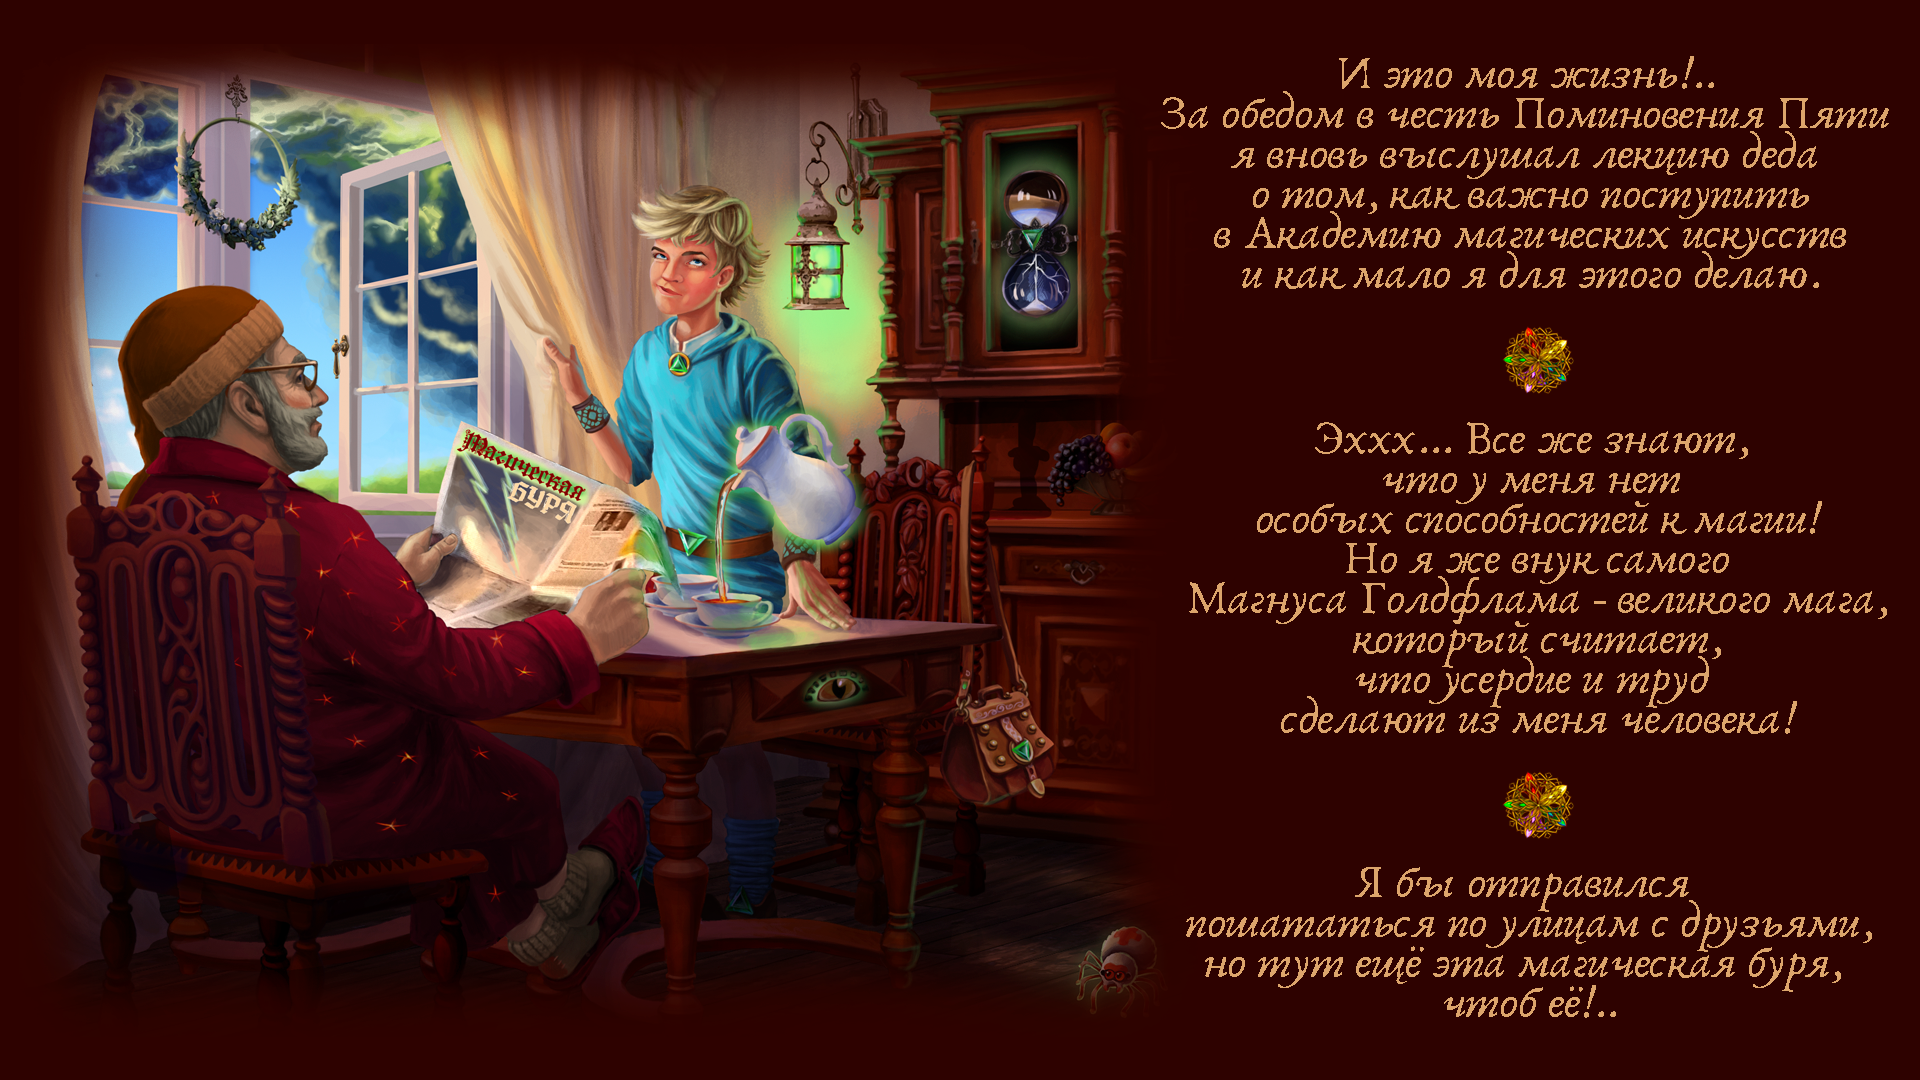 Магическая
БУРЯ
И это моя жизнь!..
За обедом в честь Поминовения Пяти
я вновь выслушал лекцию деда
о том, как важно поступить
в Академию магических искусств
и как мало я для этого делаю.
Эххх... Все же знают,
что у меня нет
особых способностей к магии!
Но я же внук самого
Магнуса Голдфлама - великого мага,
который считает,
что усердие и труд
сделают из меня человека!
Я бы отправился
пошататься по улицам с друзьями,
но тут ещё эта магическая буря,
чтоб её!..